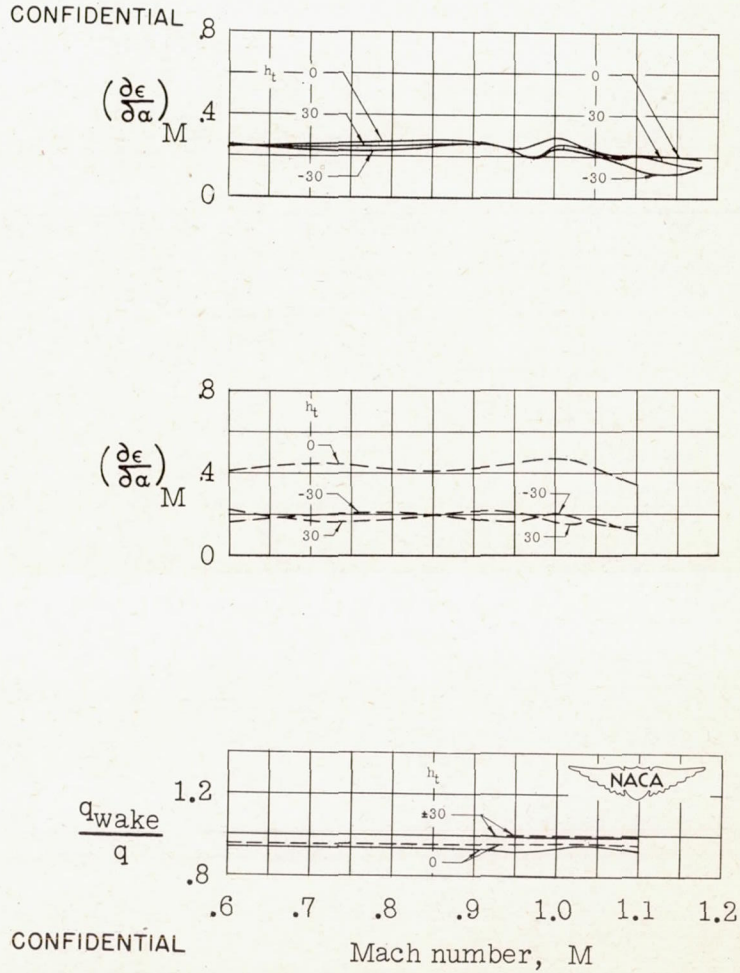 CONFIDENTIAL
.8
h_t 0 0
(∂ϵ/∂α)_M
.4
30 30
-30 -30
0
.8
h_t
0
(∂ϵ/∂α)_M
.4
-30 -30
30 30
0
h_t
NACA
1.2
q_wake/q
±30
0
.8
.6 .7 .8 .9 1.0 1.1 1.2
CONFIDENTIAL
Mach number, M